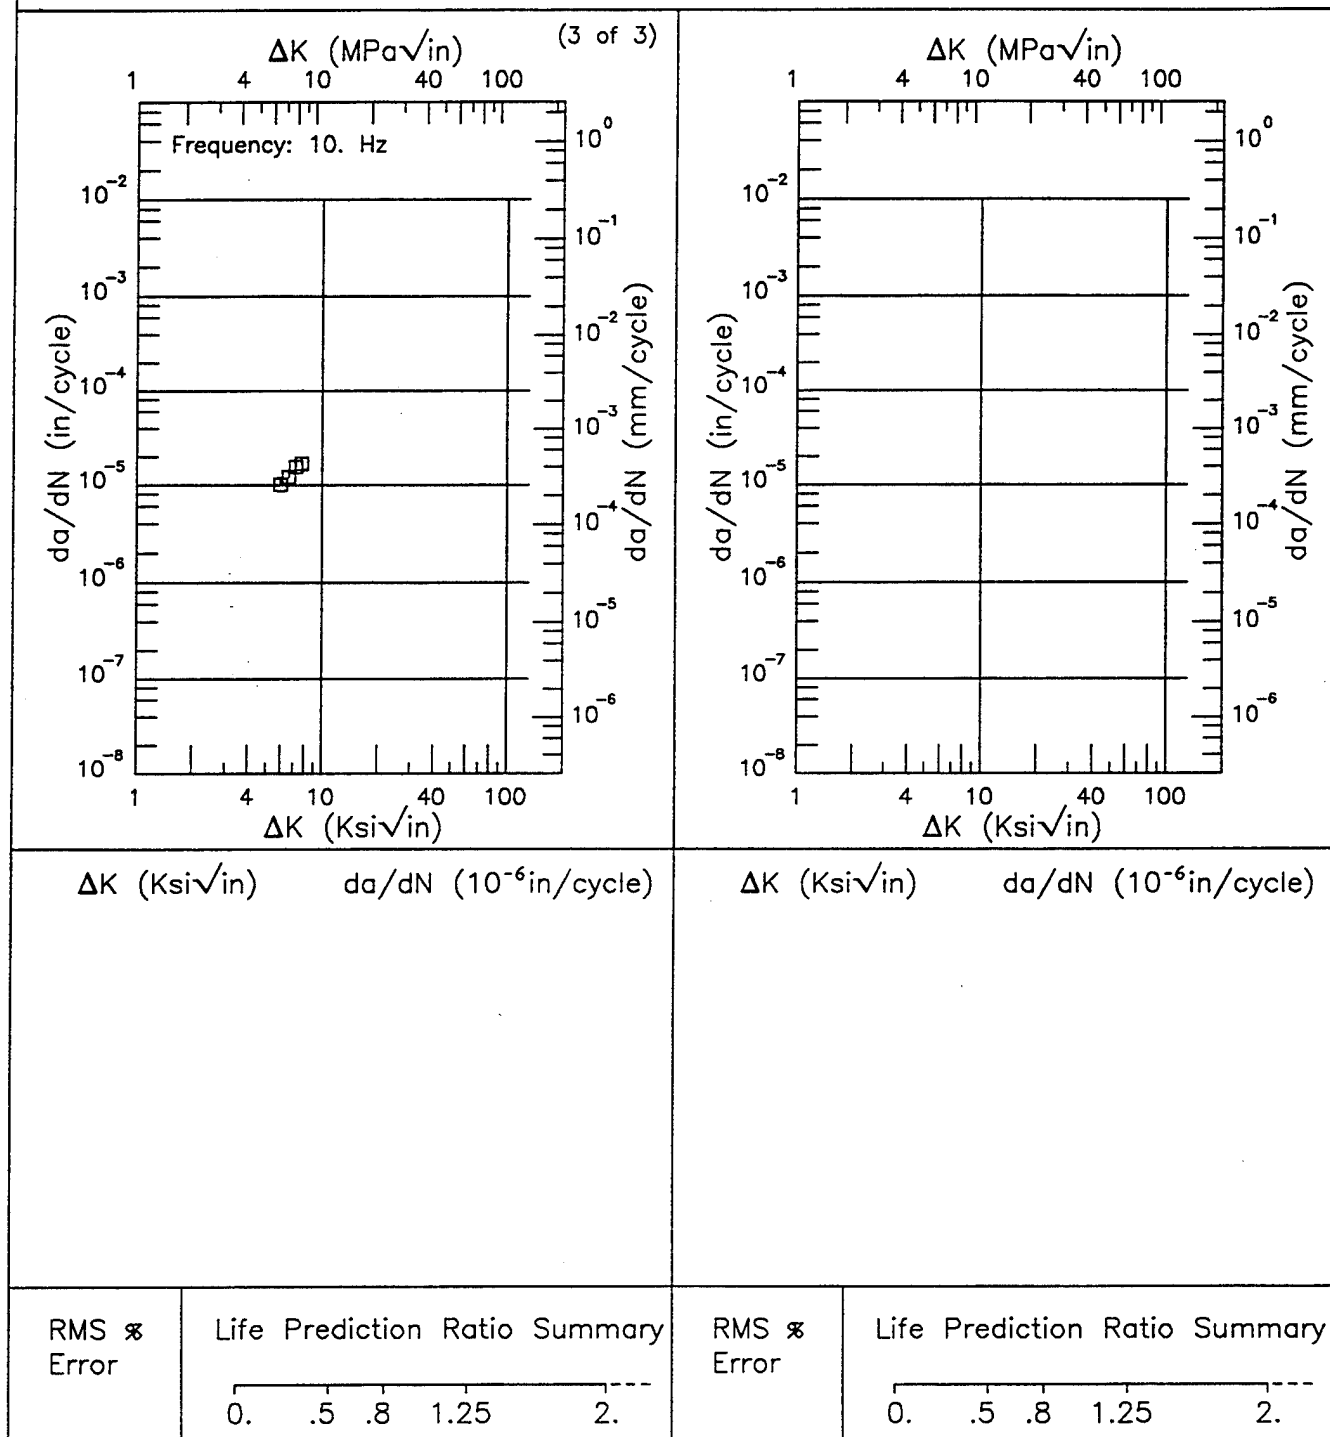 (3 of 3)
ΔK (MPa√in)
1 4 10 40 100
Frequency: 10. Hz
10⁻²
10⁻³
10⁻⁴
10⁻⁵
10⁻⁶
10⁻⁷
10⁻⁸
da/dN (in/cycle)
10⁰
10⁻¹
10⁻²
10⁻³
10⁻⁴
10⁻⁵
10⁻⁶
da/dN (mm/cycle)
1 4 10 40 100
ΔK (Ksi√in)
ΔK (MPa√in)
1 4 10 40 100
10⁻²
10⁻³
10⁻⁴
10⁻⁵
10⁻⁶
10⁻⁷
10⁻⁸
da/dN (in/cycle)
10⁰
10⁻¹
10⁻²
10⁻³
10⁻⁴
10⁻⁵
10⁻⁶
da/dN (mm/cycle)
1 4 10 40 100
ΔK (Ksi√in)
ΔK (Ksi√in) da/dN (10⁻⁶in/cycle)
ΔK (Ksi√in) da/dN (10⁻⁶in/cycle)
RMS %
Error
Life Prediction Ratio Summary
0. .5 .8 1.25 2.
RMS %
Error
Life Prediction Ratio Summary
0. .5 .8 1.25 2.